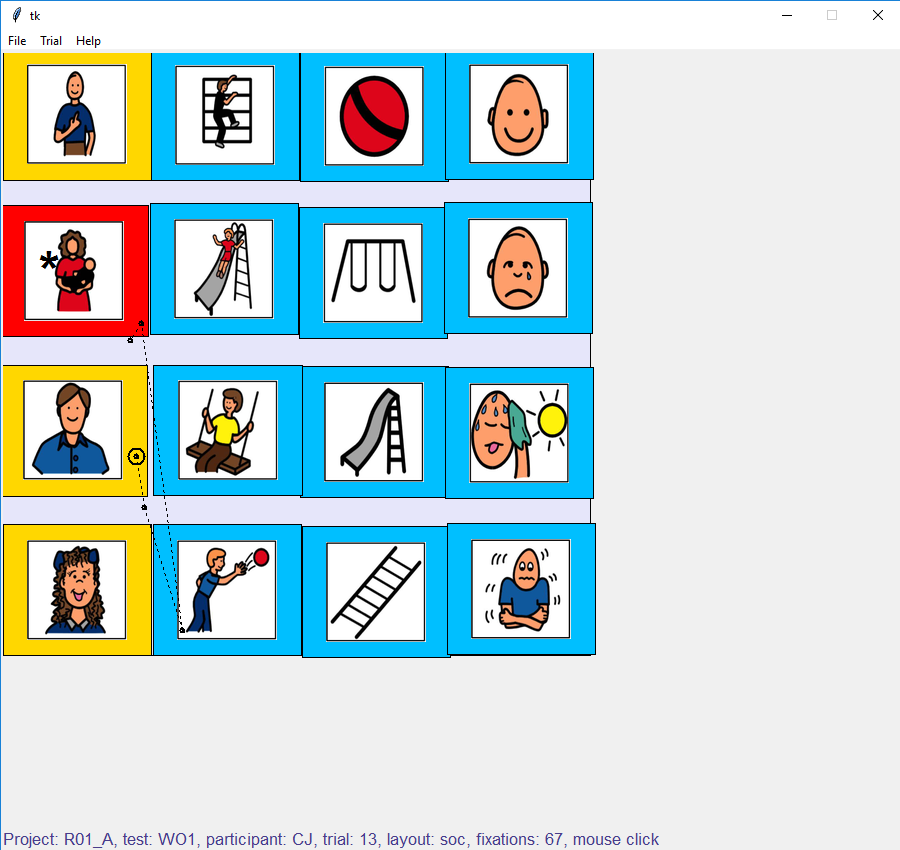 tk
File Trial Help
*
Project: R01_A, test: WO1, participant: CJ, trial: 13, layout: soc, fixations: 67, mouse click